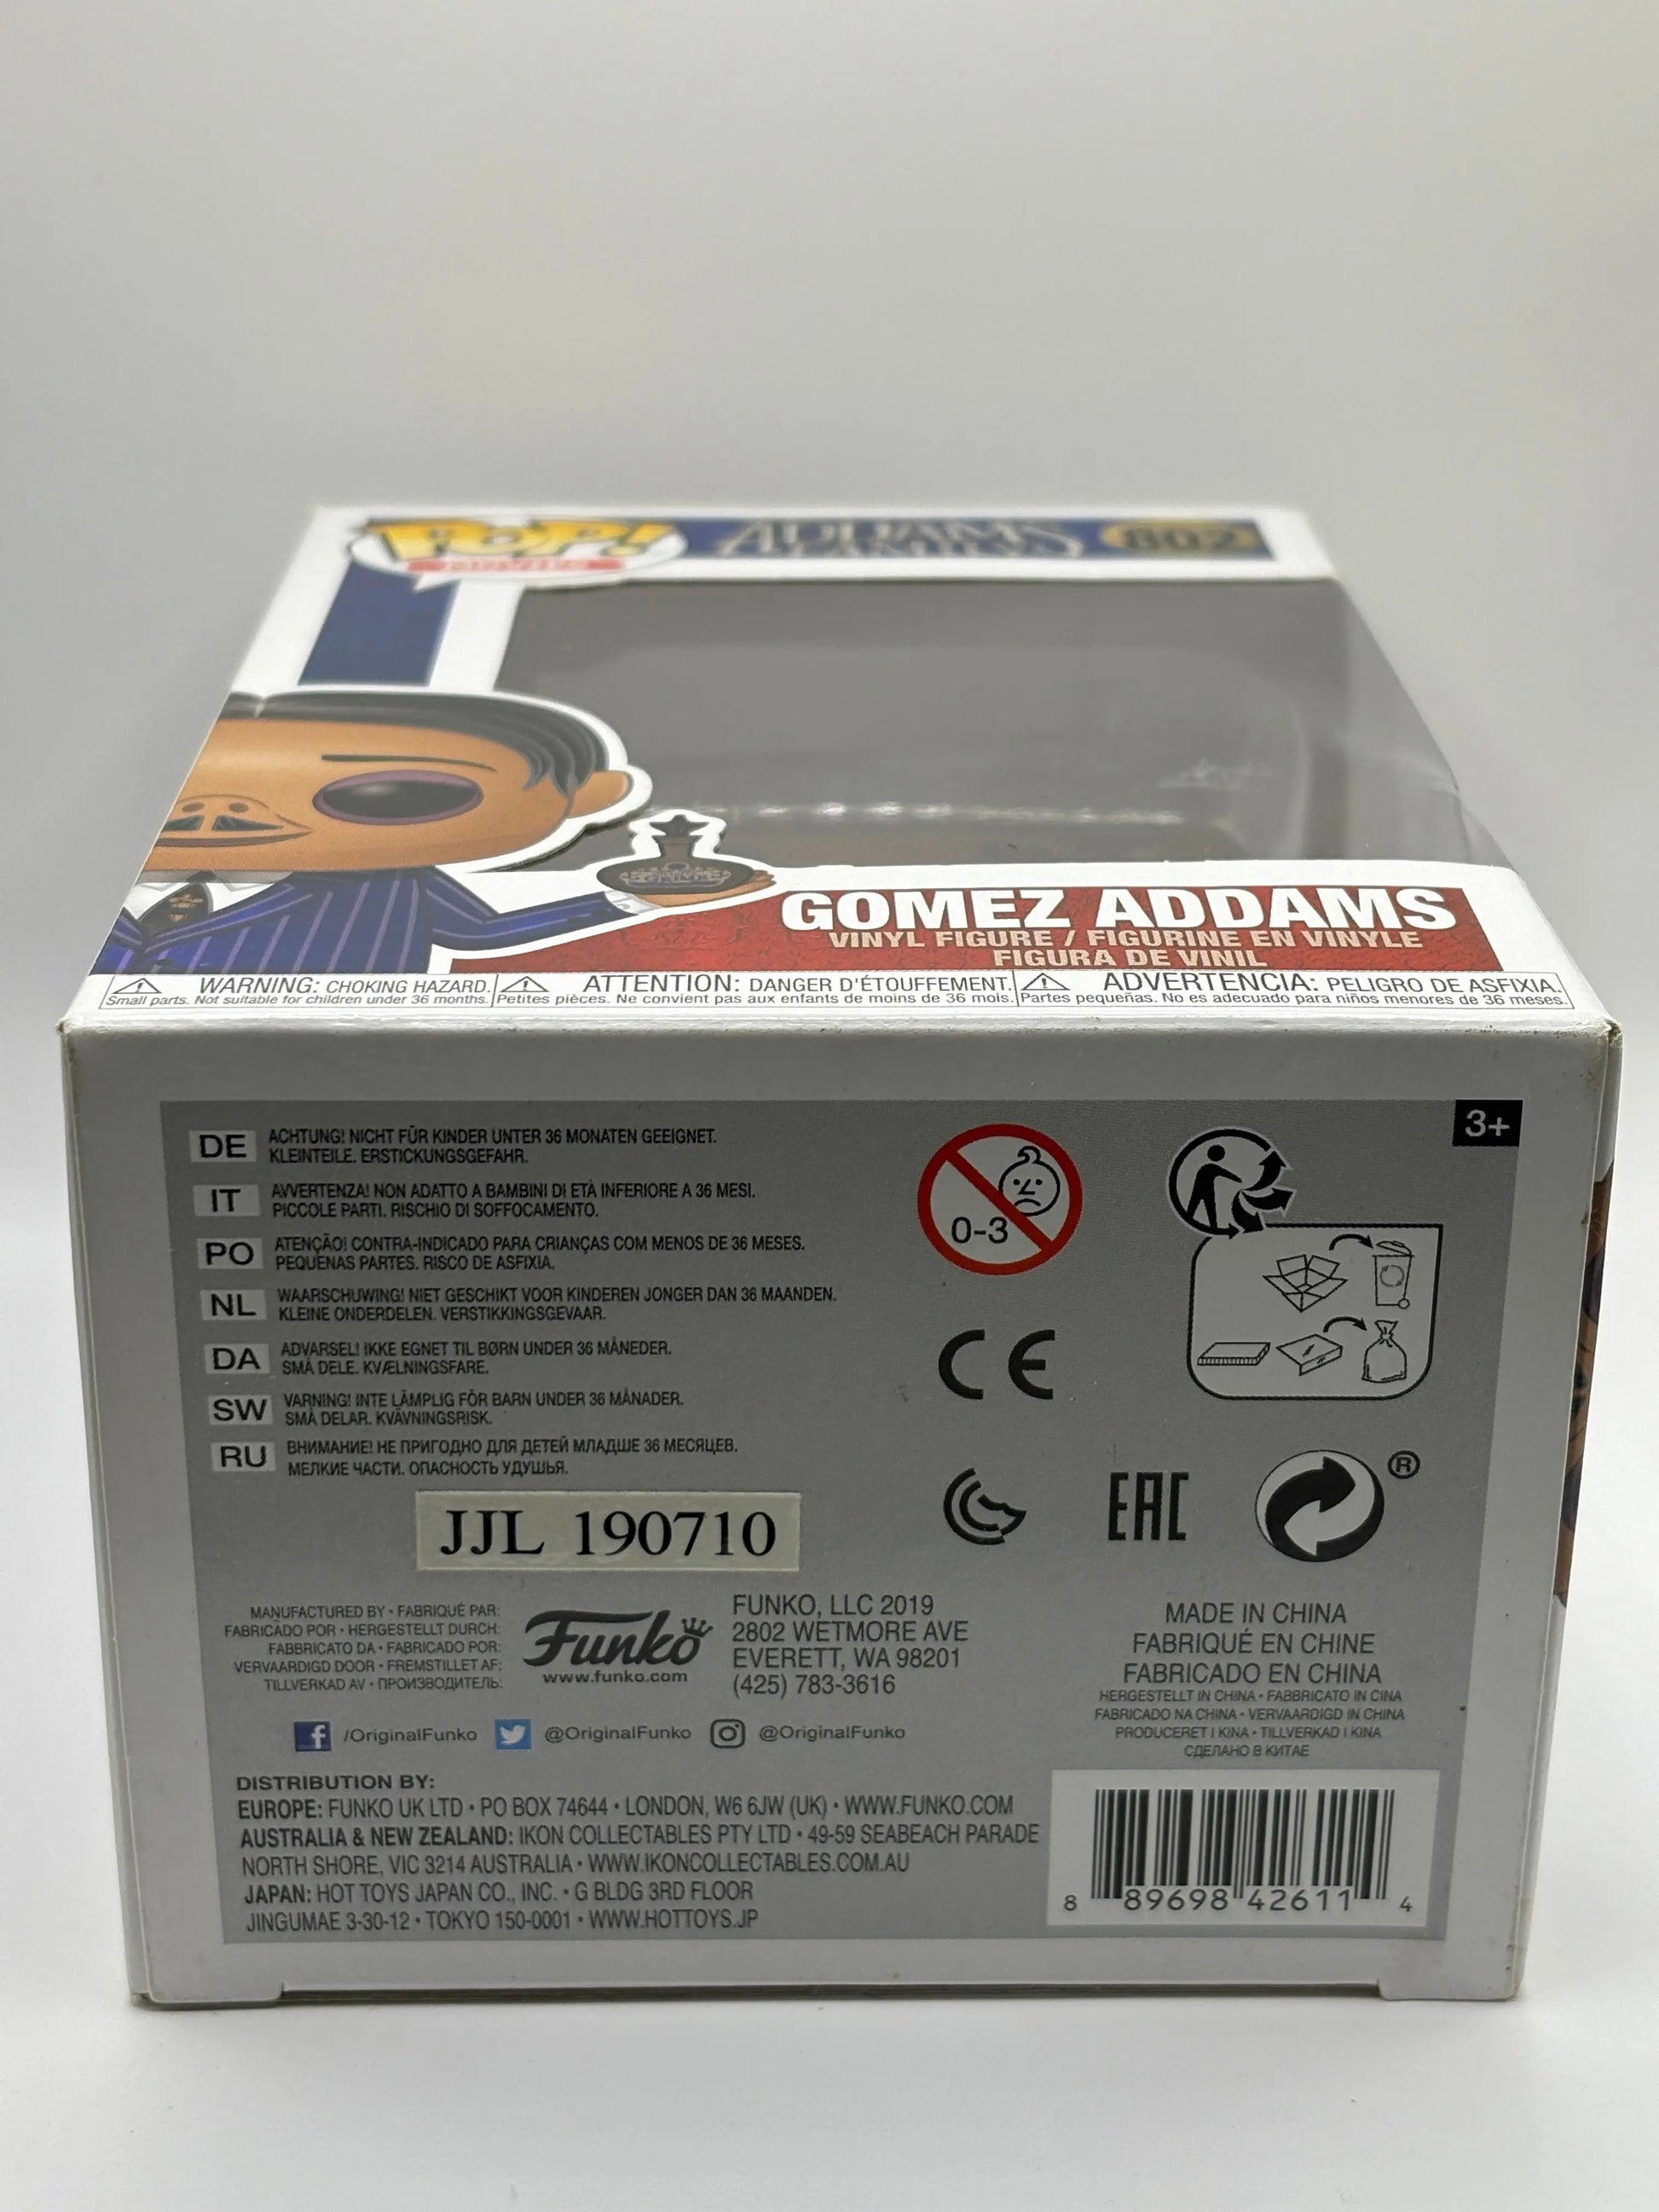 POP!
MOVIES
ADDAMS FAMILY
802
GOMEZ ADDAMS
VINYL FIGURE / FIGURINE EN VINYLE
FIGURA DE VINIL
WARNING: CHOKING HAZARD.
Small parts. Not suitable for children under 36 months.
ATTENTION: DANGER D'ÉTOUFFEMENT.
Petites pièces. Ne convient pas aux enfants de moins de 36 mois.
ADVERTENCIA: PELIGRO DE ASFIXIA.
Partes pequeñas. No es adecuado para niños menores de 36 meses.
3+
DE ACHTUNG! NICHT FÜR KINDER UNTER 36 MONATEN GEEIGNET.
KLEINTEILE. ERSTICKUNGSGEFAHR.
IT AVVERTENZA! NON ADATTO A BAMBINI DI ETÀ INFERIORE A 36 MESI.
PICCOLE PARTI. RISCHIO DI SOFFOCAMENTO.
PO ATENÇÃO! CONTRA-INDICADO PARA CRIANÇAS COM MENOS DE 36 MESES.
PEQUENAS PARTES. RISCO DE ASFIXIA.
NL WAARSCHUWING! NIET GESCHIKT VOOR KINDEREN JONGER DAN 36 MAANDEN.
KLEINE ONDERDELEN. VERSTIKKINGSGEVAAR.
DA ADVARSEL! IKKE EGNET TIL BØRN UNDER 36 MÅNEDER.
SMÅ DELE. KVÆLNINGSFARE.
SW VARNING! INTE LÄMPLIG FÖR BARN UNDER 36 MÅNADER.
SMÅ DELAR. KVÄVNINGSRISK.
RU ВНИМАНИЕ! НЕ ПРИГОДНО ДЛЯ ДЕТЕЙ МЛАДШЕ 36 МЕСЯЦЕВ.
МЕЛКИЕ ЧАСТИ. ОПАСНОСТЬ УДУШЬЯ.
0-3
CE
EAC
®
JJL 190710
MANUFACTURED BY • FABRIQUÉ PAR:
FABRICADO POR • HERGESTELLT DURCH:
FABBRICATO DA • FABRICADO POR:
VERVAARDIGD DOOR • FREMSTILLET AF:
TILLVERKAD AV • ПРОИЗВОДИТЕЛЬ:
Funko
www.funko.com
FUNKO, LLC 2019
2802 WETMORE AVE
EVERETT, WA 98201
(425) 783-3616
MADE IN CHINA
FABRIQUÉ EN CHINE
FABRICADO EN CHINA
HERGESTELLT IN CHINA • FABBRICATO IN CINA
FABRICADO NA CHINA • VERVAARDIGD IN CHINA
PRODUCERET I KINA • TILLVERKAD I KINA
СДЕЛАНО В КИТАЕ
f /OriginalFunko @OriginalFunko @OriginalFunko
DISTRIBUTION BY:
EUROPE: FUNKO UK LTD • PO BOX 74644 • LONDON, W6 6JW (UK) • WWW.FUNKO.COM
AUSTRALIA & NEW ZEALAND: IKON COLLECTABLES PTY LTD • 49-59 SEABEACH PARADE
NORTH SHORE, VIC 3214 AUSTRALIA • WWW.IKONCOLLECTABLES.COM.AU
JAPAN: HOT TOYS JAPAN CO., INC. • G BLDG 3RD FLOOR
JINGUMAE 3-30-12 • TOKYO 150-0001 • WWW.HOTTOYS.JP
8 89698 42611 4